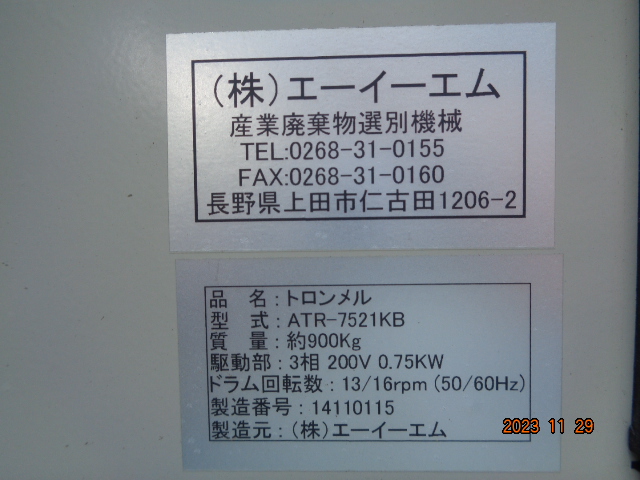 （株）エーイーエム
産業廃棄物選別機械
TEL:0268-31-0155
FAX:0268-31-0160
長野県上田市仁古田1206-2
品　名：トロンメル
型　式：ATR-7521KB
質　量：約900Kg
駆動部：3相 200V 0.75KW
ドラム回転数：13/16rpm (50/60Hz)
製造番号：14110115
製造元：（株）エーイーエム
2023 11 29